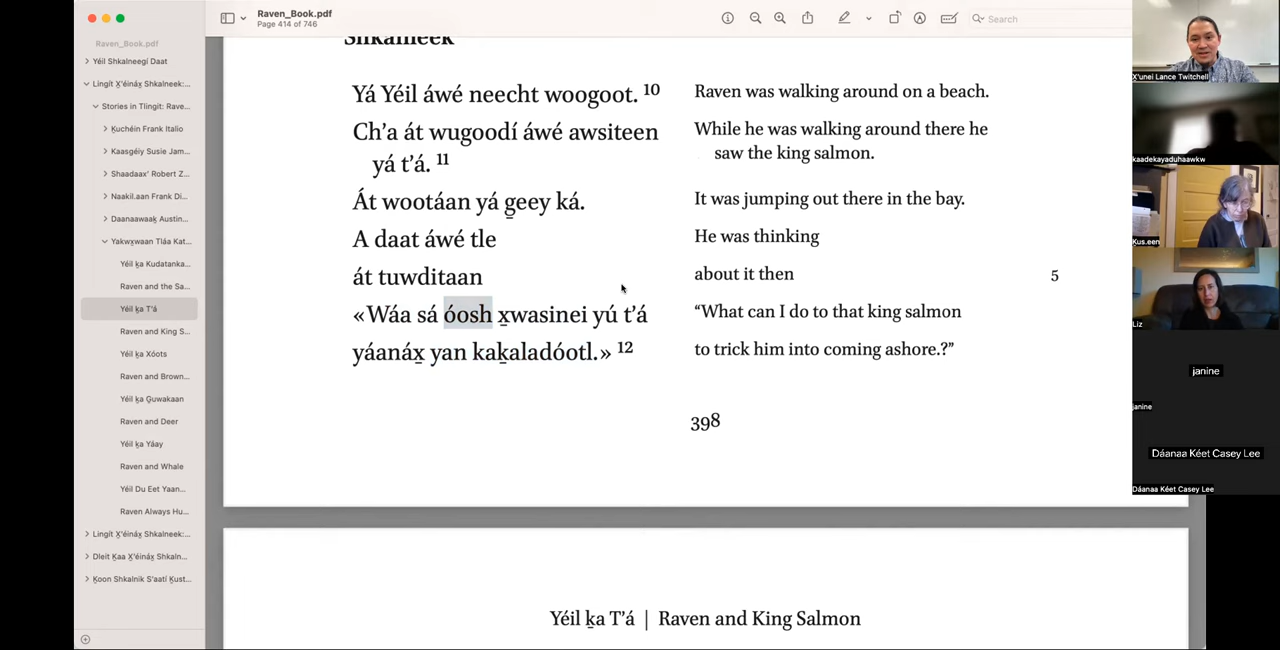 Raven_Book.pdf
Page 414 of 746
Search
Raven_Book.pdf
Yéil Shkalneegí Daat
Lingít X̱'éináx̱ Shkalneek:...
Stories in Tlingit: Rave...
Ḵuchéin Frank Italio
Kaasgéiy Susie Jam...
Shaadaax' Robert Z...
Naakil.aan Frank Di...
Daanaawaaḵ Austin...
Yakwx̱waan Tláa Kat...
Yéil ḵa Kudatanka...
Raven and the Sa...
Yéil ḵa T'á
Raven and King S...
Yéil ḵa Xóots
Raven and Brown...
Yéil ḵa G̱uwakaan
Raven and Deer
Yéil ḵa Yáay
Raven and Whale
Yéil Du Eet Yaan...
Raven Always Hu...
Lingít X̱'éináx̱ Shkalneek:...
Dleit Ḵaa X̱'éináx̱ Shkaln...
Ḵoon Shkalnik S'aatí Ḵust...
Shkalneek
Yá Yéil áwé neecht woogoot. 10
Ch’a át wugoodí áwé awsiteen
yá t’á. 11
Át wootáan yá g̱eey ká.
A daat áwé tle
át tuwditaan
«Wáa sá óosh x̱wasinei yú t’á
yáanáx̱ yan kaḵaladóotl.» 12
Raven was walking around on a beach.
While he was walking around there he
saw the king salmon.
It was jumping out there in the bay.
He was thinking
about it then
5
“What can I do to that king salmon
to trick him into coming ashore.?”
398
Yéil ḵa T’á | Raven and King Salmon
X̱'unei Lance Twitchell
kaadekayaduhaawkw
Ḵus.een
Liz
janine
janine
Dáanaa Kéet Casey Lee
Dáanaa Kéet Casey Lee